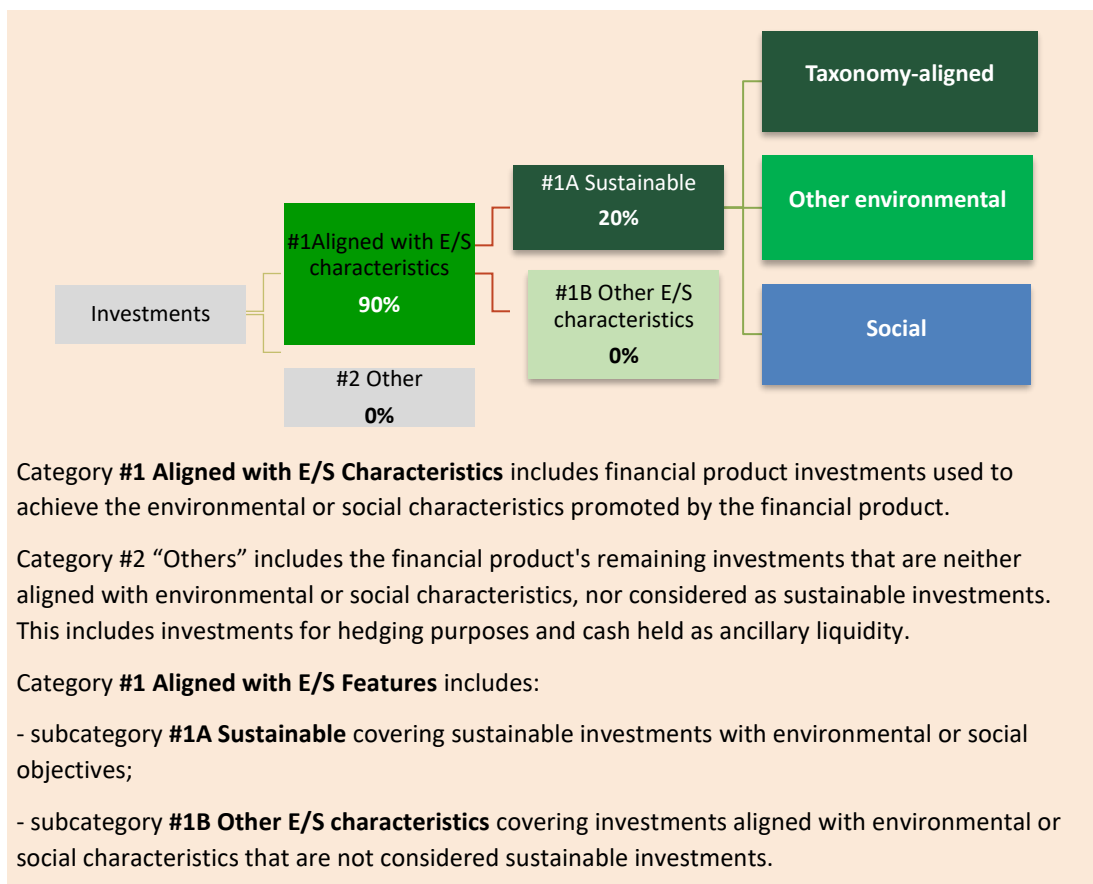 Taxonomy-aligned
#1A Sustainable
20%
Other environmental
#1Aligned with E/S
characteristics
90%
#1B Other E/S
characteristics
0%
Investments
Social
#2 Other
0%
Category #1 Aligned with E/S Characteristics includes financial product investments used to
achieve the environmental or social characteristics promoted by the financial product.
Category #2 “Others” includes the financial product's remaining investments that are neither
aligned with environmental or social characteristics, nor considered as sustainable investments.
This includes investments for hedging purposes and cash held as ancillary liquidity.
Category #1 Aligned with E/S Features includes:
- subcategory #1A Sustainable covering sustainable investments with environmental or social
objectives;
- subcategory #1B Other E/S characteristics covering investments aligned with environmental or
social characteristics that are not considered sustainable investments.